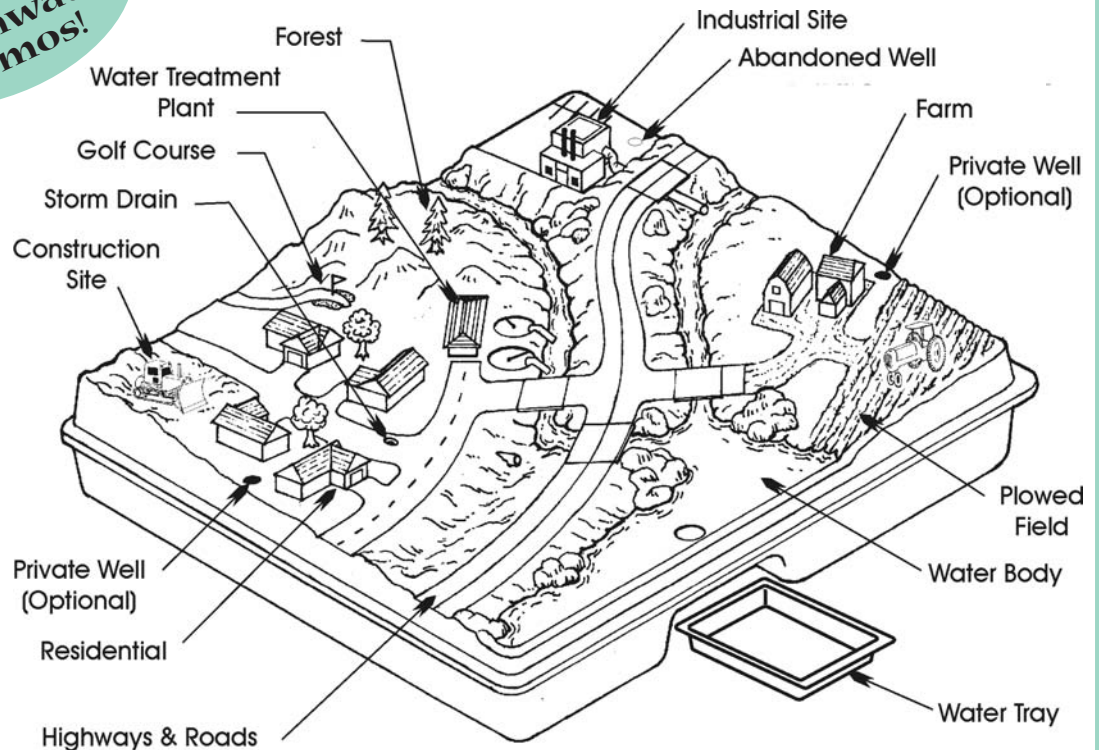 mos!
Industrial Site
Forest
Abandoned Well
Water Treatment
Plant
Farm
Golf Course
Private Well
(Optional)
Storm Drain
Construction
Site
Plowed
Field
Private Well
(Optional)
Water Body
Residential
Water Tray
Highways & Roads